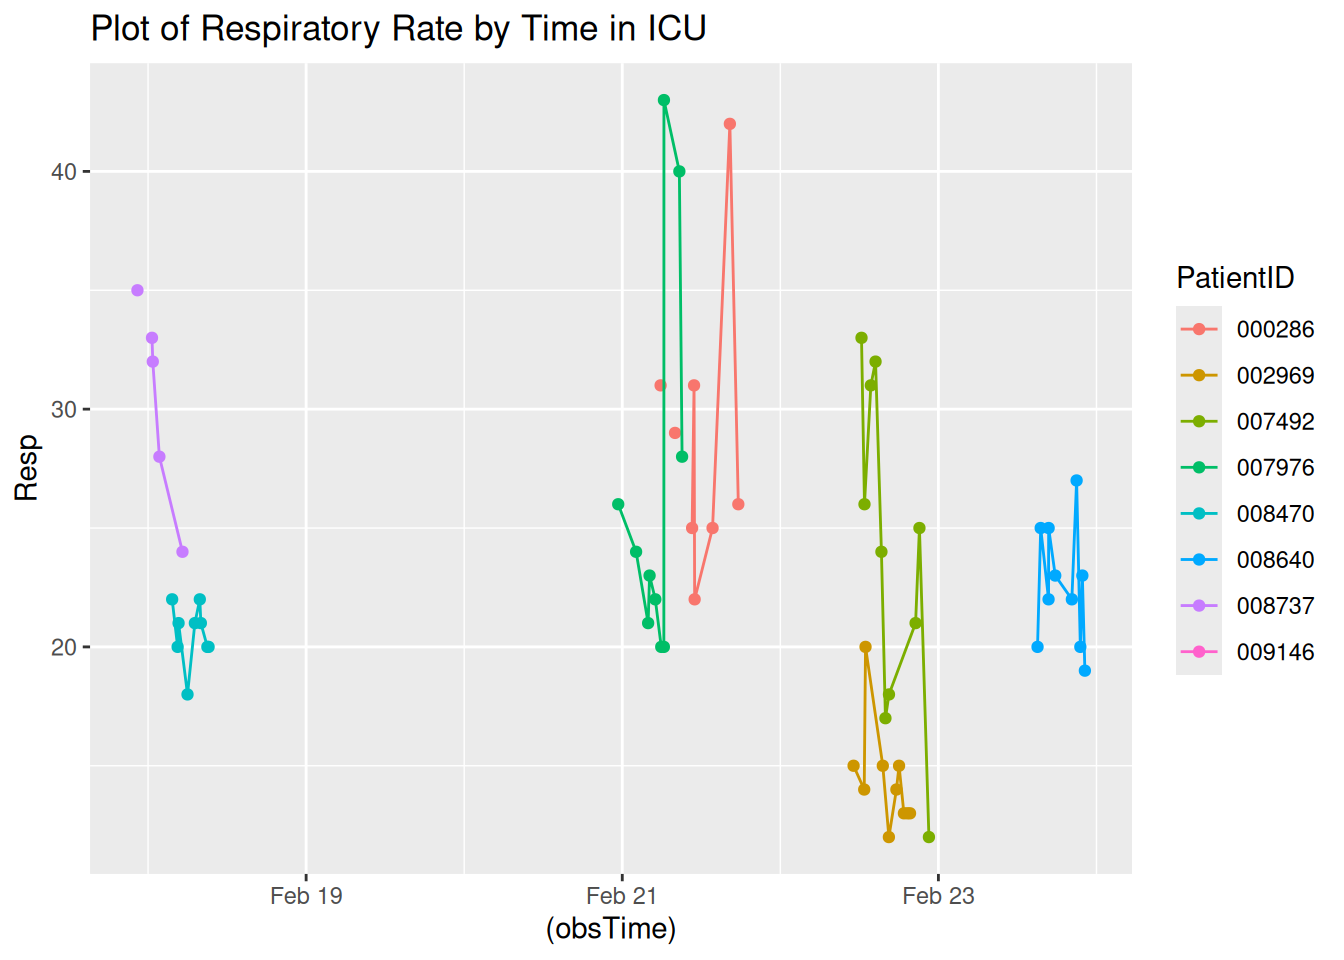 Plot of Respiratory Rate by Time in ICU
Resp
40
30
20
Feb 19
Feb 21
Feb 23
(obsTime)
PatientID
000286
002969
007492
007976
008470
008640
008737
009146